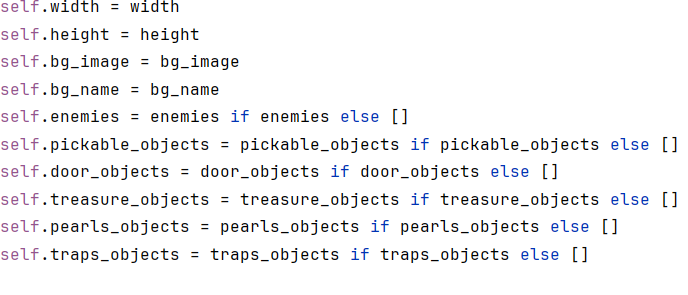 self.width = width
self.height = height
self.bg_image = bg_image
self.bg_name = bg_name
self.enemies = enemies if enemies else []
self.pickable_objects = pickable_objects if pickable_objects else []
self.door_objects = door_objects if door_objects else []
self.treasure_objects = treasure_objects if treasure_objects else []
self.pearls_objects = pearls_objects if pearls_objects else []
self.traps_objects = traps_objects if traps_objects else []